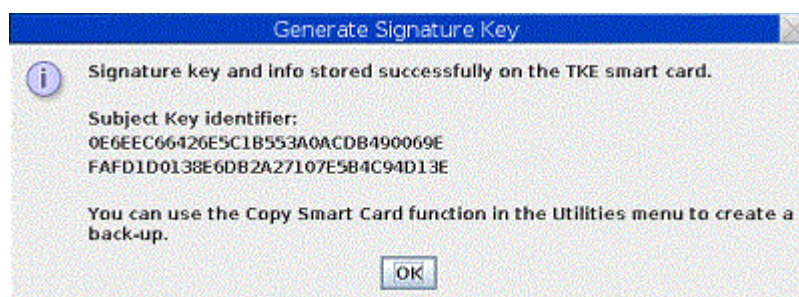 Generate Signature Key
Signature key and info stored successfully on the TKE smart card.
Subject Key identifier:
0E6EEC66426E5C1B553A0ACDB490069E
FAFD1D0138E6DB2A27107E5B4C94D13E
You can use the Copy Smart Card function in the Utilities menu to create a
back-up.
OK